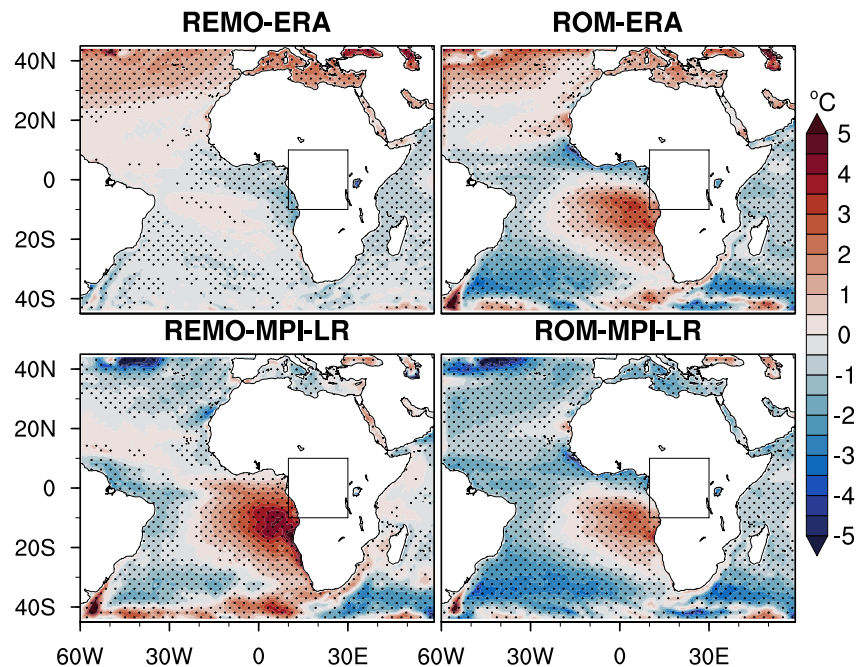 REMO-ERA ROM-ERA
40N
20N
0
20S
40S
°C
5
4
3
2
1
0
-1
-2
-3
-4
-5
REMO-MPI-LR ROM-MPI-LR
40N
20N
0
20S
40S
60W 30W 0 30E 60W 30W 0 30E